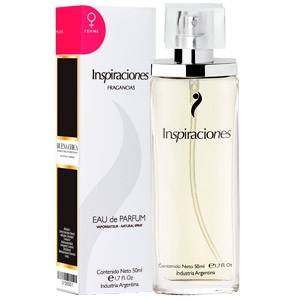 FEMME
Inspiraciones
FRAGANCIAS
EAU de PARFUM
VAPORISATEUR - NATURAL SPRAY
Contenido Neto 50ml
℮1.7 fl. Oz
Industria Argentina
Inspiraciones
Contenido Neto 50ml
℮1.7 fl. Oz
Industria Argentina